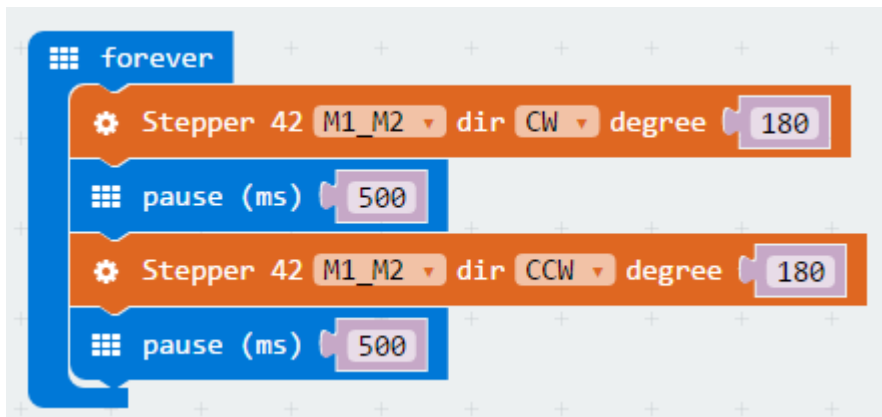 forever
Stepper 42 M1_M2 dir CW degree 180
pause (ms) 500
Stepper 42 M1_M2 dir CCW degree 180
pause (ms) 500